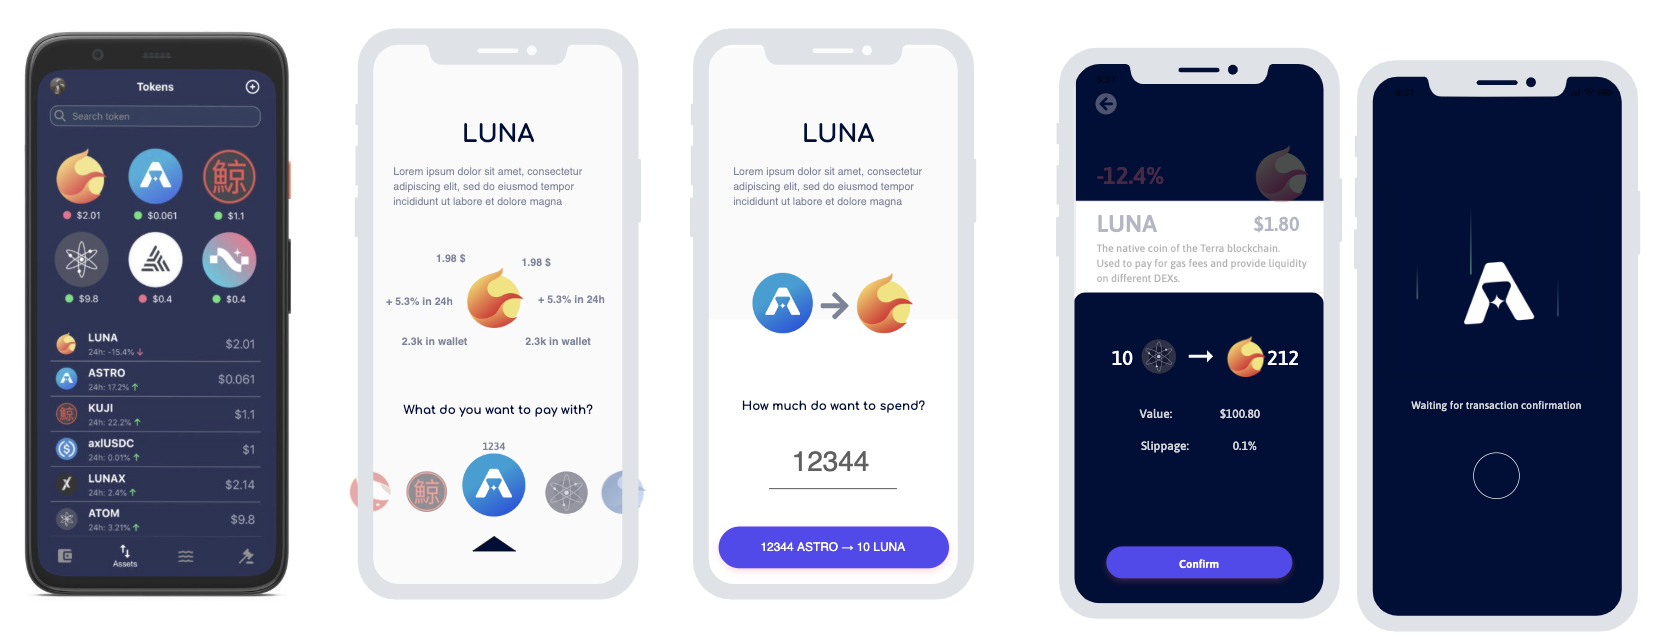 Tokens
Search token
$2.01
$0.061
鯨
$1.1
$9.8
$0.4
$0.4
LUNA
24h: -15.4% ↓
$2.01
ASTRO
24h: 17.2% ↑
$0.061
鯨
KUJI
24h: 22.2% ↑
$1.1
axlUSDC
24h: 0.01% ↑
$1
LUNAX
24h: 2.4% ↑
$2.14
ATOM
24h: 3.21% ↑
$9.8
Assets
LUNA
Lorem ipsum dolor sit amet, consectetur
adipiscing elit, sed do eiusmod tempor
incididunt ut labore et dolore magna
1.98 $
1.98 $
+ 5.3% in 24h
+ 5.3% in 24h
2.3k in wallet
2.3k in wallet
What do you want to pay with?
1234
鯨
LUNA
Lorem ipsum dolor sit amet, consectetur
adipiscing elit, sed do eiusmod tempor
incididunt ut labore et dolore magna
How much do want to spend?
12344
12344 ASTRO → 10 LUNA
-12.4%
LUNA
$1.80
The native coin of the Terra blockchain.
Used to pay for gas fees and provide liquidity
on different DEXs.
10 → 212
Value: $100.80
Slippage: 0.1%
Confirm
Waiting for transaction confirmation